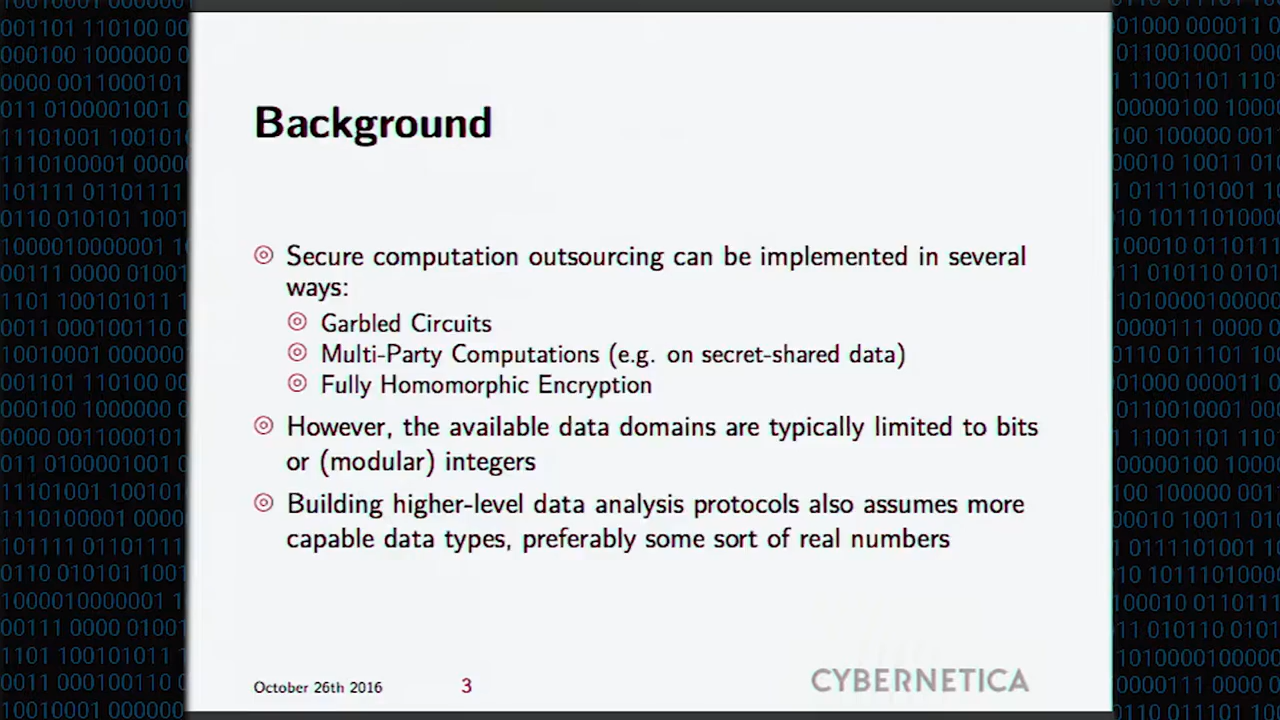 Background
Secure computation outsourcing can be implemented in several
ways:
Garbled Circuits
Multi-Party Computations (e.g. on secret-shared data)
Fully Homomorphic Encryption
However, the available data domains are typically limited to bits
or (modular) integers
Building higher-level data analysis protocols also assumes more
capable data types, preferably some sort of real numbers
October 26th 2016 3 CYBERNETICA